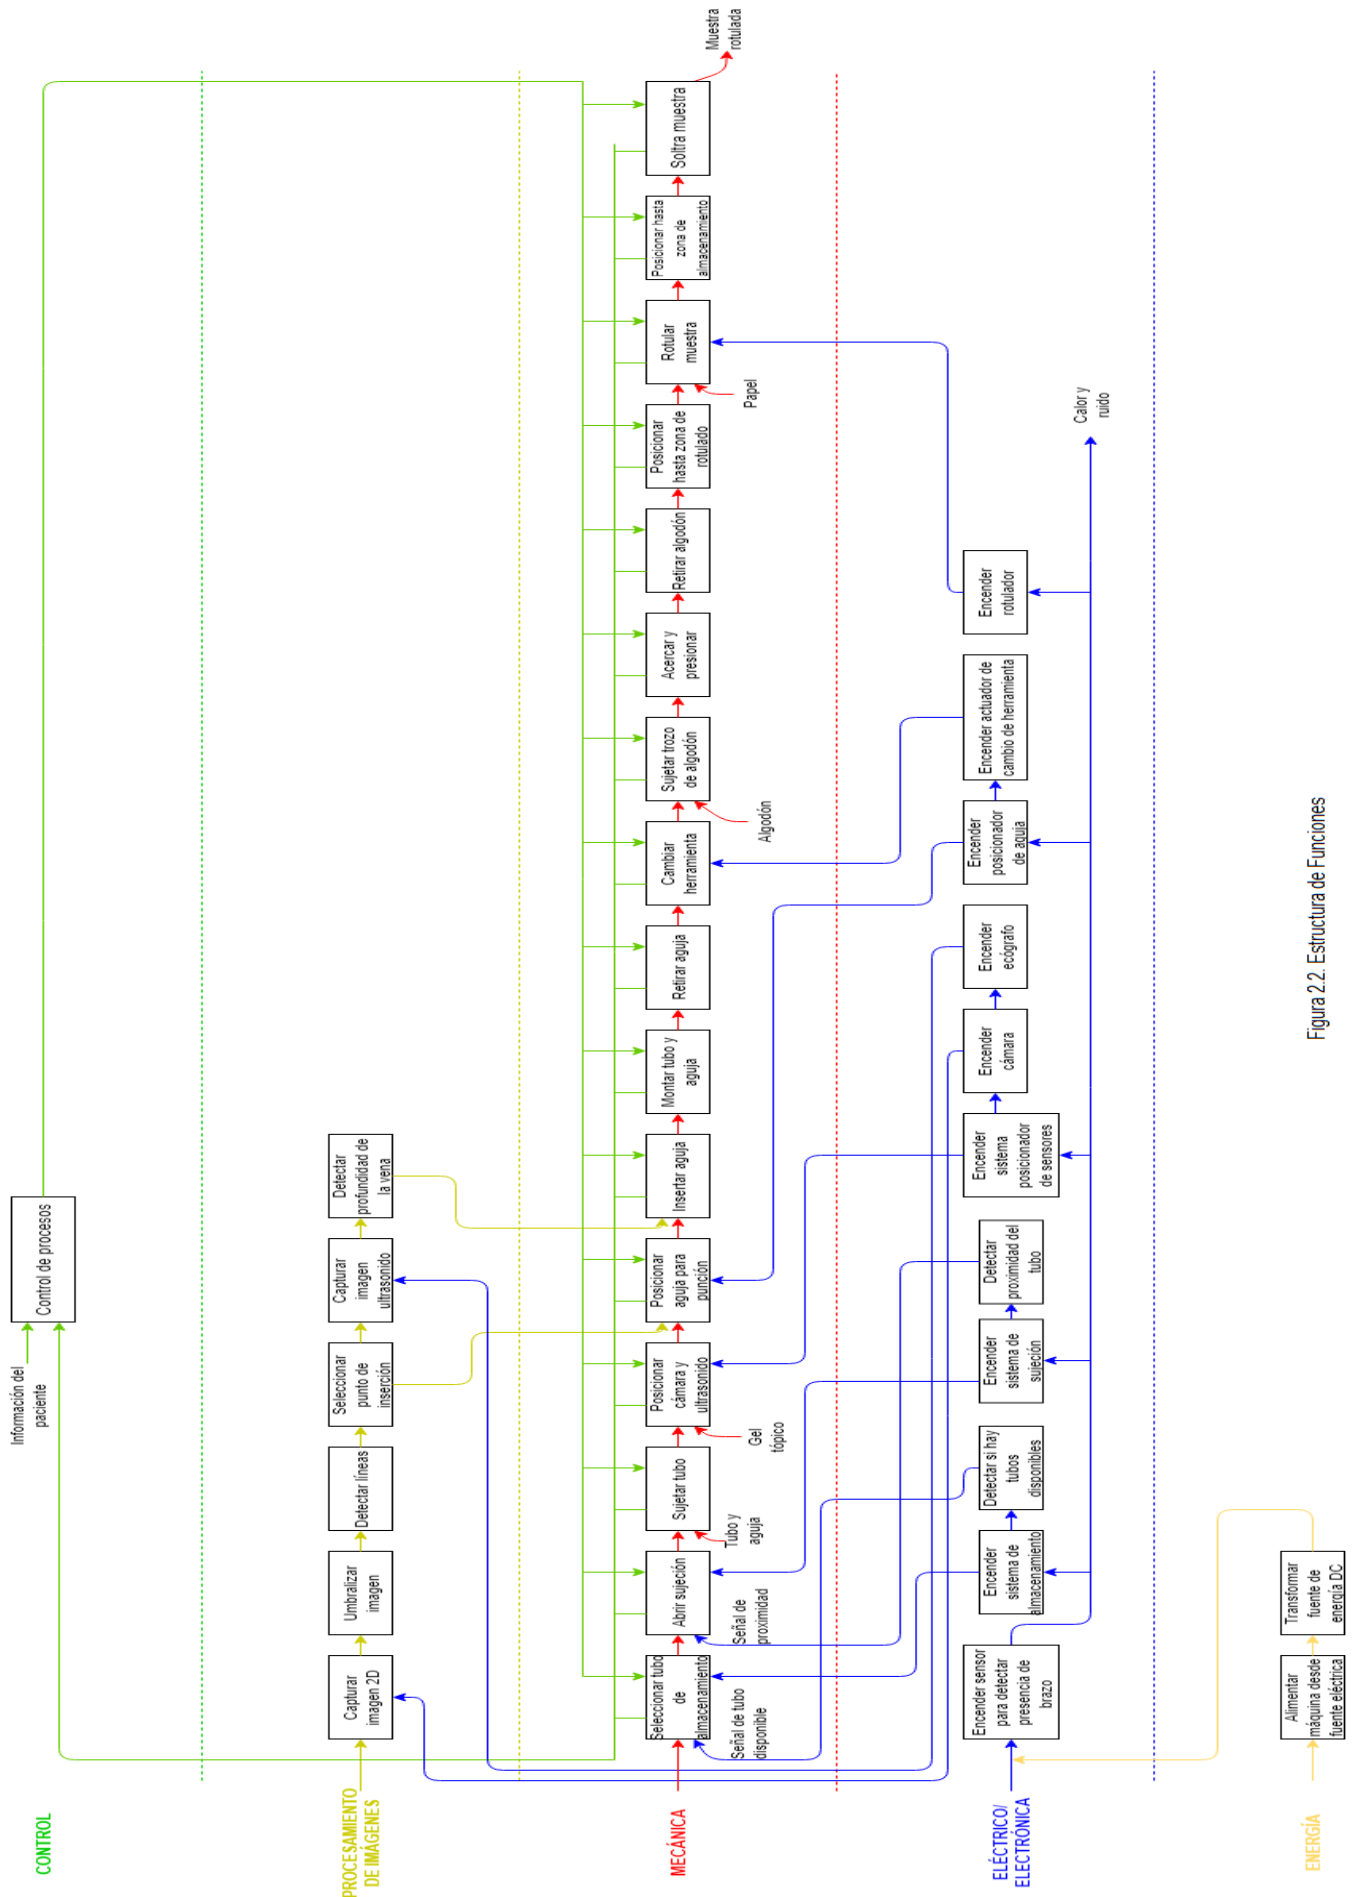 CONTROL
Información del
paciente
Control de procesos
PROCESAMIENTO
DE IMÁGENES
Capturar
imagen 2D
Umbralizar
imagen
Detectar líneas
Seleccionar
punto de
inserción
Capturar
imagen
ultrasonido
Detectar
profundidad de
la vena
MECÁNICA
Seleccionar tubo
de
almacenamiento
Señal de tubo
disponible
Abrir sujeción
Señal de
proximidad
Sujetar tubo
Tubo y
aguja
Posicionar
cámara y
ultrasonido
Gel
tópico
Posicionar
aguja para
punción
Insertar aguja
Montar tubo y
aguja
Retirar aguja
Cambiar
herramienta
Sujetar trozo
de algodón
Algodón
Acercar y
presionar
Retirar algodón
Posicionar
hasta zona de
rotulado
Rotular
muestra
Papel
Posicionar hasta
zona de
almacenamiento
Soltra muestra
Muestra
rotulada
ELÉCTRICO/
ELECTRÓNICA
Encender sensor
para detectar
presencia de
brazo
Encender
sistema de
almacenamiento
Detectar si hay
tubos
disponibles
Encender
sistema de
sujeción
Detectar
proximidad del
tubo
Encender
sistema
posicionador
de sensores
Encender
cámara
Encender
ecógrafo
Encender
posicionador
de aguja
Encender actuador de
cambio de herramienta
Encender
rotulador
Calor y
ruido
ENERGÍA
Alimentar
máquina desde
fuente eléctrica
Transformar
fuente de
energía DC
Figura 2.2. Estructura de Funciones